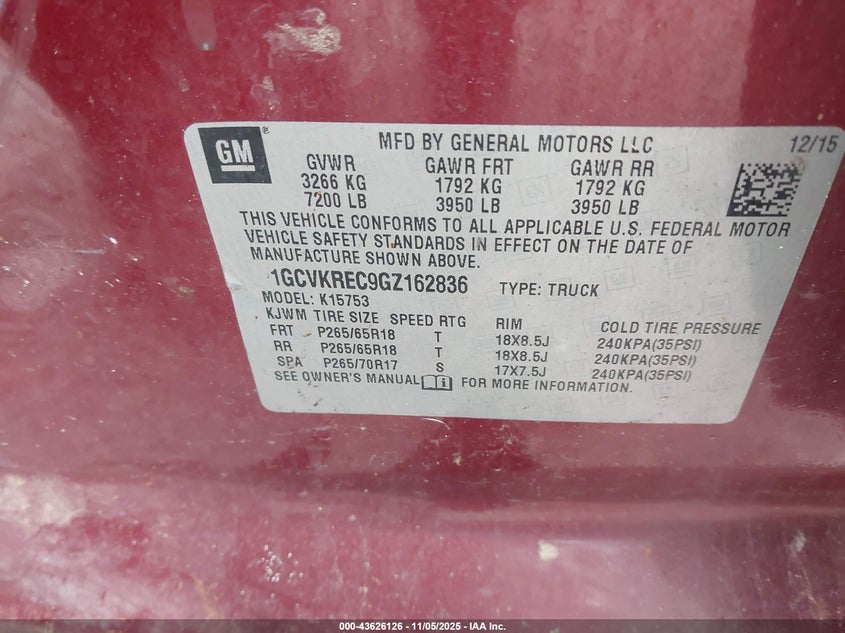 GM®
MFD BY GENERAL MOTORS LLC 12/15
GVWR GAWR FRT GAWR RR
3266 KG 1792 KG 1792 KG
7200 LB 3950 LB 3950 LB
THIS VEHICLE CONFORMS TO ALL APPLICABLE U.S. FEDERAL MOTOR
VEHICLE SAFETY STANDARDS IN EFFECT ON THE DATE OF
MANUFACTURE SHOWN ABOVE.
1GCVKREC9GZ162836 TYPE: TRUCK
MODEL: K15753
KJWM TIRE SIZE SPEED RTG RIM COLD TIRE PRESSURE
FRT P265/65R18 T 18X8.5J 240KPA(35PSI)
RR P265/65R18 T 18X8.5J 240KPA(35PSI)
SPA P265/70R17 S 17X7.5J 240KPA(35PSI)
SEE OWNER'S MANUAL i FOR MORE INFORMATION.
000-43626126 - 11/05/2025 - IAA Inc.